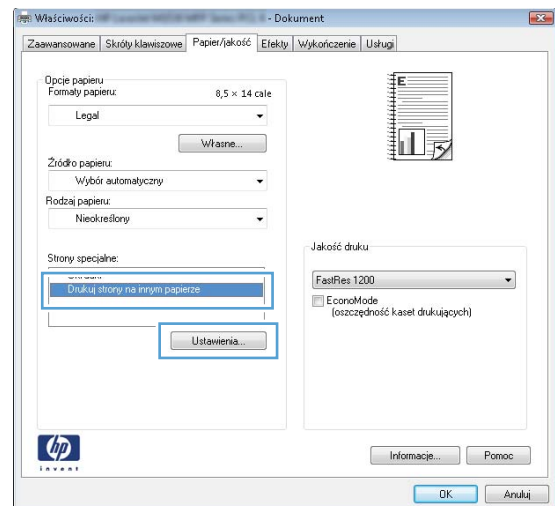 Właściwości:
- Dokument
Zaawansowane
Skróty klawiszowe
Papier/jakość
Efekty
Wykończenie
Usługi
Opcje papieru
Formaty papieru:
8,5 × 14 cale
Legal
Własne...
Źródło papieru:
Wybór automatyczny
Rodzaj papieru:
Nieokreślony
Strony specjalne:
Drukuj strony na innym papierze
Ustawienia...
E
Jakość druku
FastRes 1200
EconoMode
(oszczędność kaset drukujących)
hp
invent
Informacje...
Pomoc
OK
Anuluj